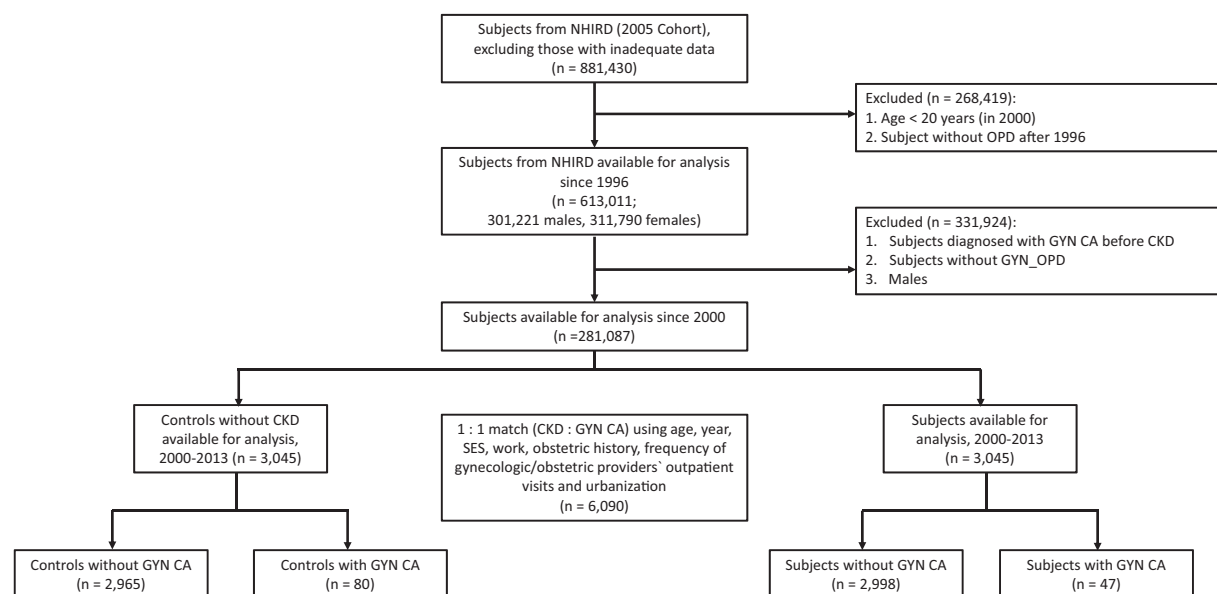 Subjects from NHIRD (2005 Cohort),
excluding those with inadequate data
(n = 881,430)
Excluded (n = 268,419):
1. Age < 20 years (in 2000)
2. Subject without OPD after 1996
Subjects from NHIRD available for analysis
since 1996
(n = 613,011;
301,221 males, 311,790 females)
Excluded (n = 331,924):
1. Subjects diagnosed with GYN CA before CKD
2. Subjects without GYN_OPD
3. Males
Subjects available for analysis since 2000
(n =281,087)
Controls without CKD
available for analysis,
2000-2013 (n = 3,045)
1 : 1 match (CKD : GYN CA) using age, year,
SES, work, obstetric history, frequency of
gynecologic/obstetric providers` outpatient
visits and urbanization
(n = 6,090)
Subjects available for
analysis, 2000-2013
(n = 3,045)
Controls without GYN CA
(n = 2,965)
Controls with GYN CA
(n = 80)
Subjects without GYN CA
(n = 2,998)
Subjects with GYN CA
(n = 47)